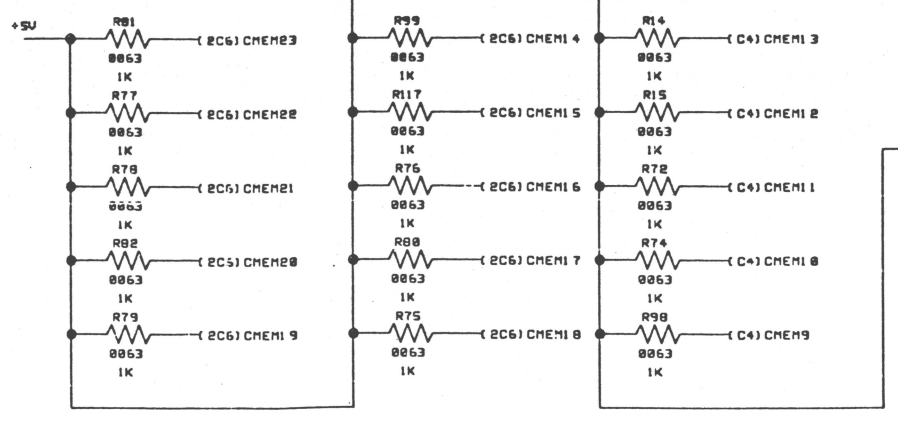 +5V
R81
(2C6) CMEM23
0063
1K
R77
(2C6) CMEM22
0063
1K
R78
(2C6) CMEM21
0063
1K
R82
(2C6) CMEM20
0063
1K
R79
(2C6) CMEM19
0063
1K
R99
(2C6) CMEM14
0063
1K
R117
(2C6) CMEM15
0063
1K
R76
(2C6) CMEM16
0063
1K
R80
(2C6) CMEM17
0063
1K
R75
(2C6) CMEM18
0063
1K
R14
(C4) CMEM13
0063
1K
R15
(C4) CMEM12
0063
1K
R72
(C4) CMEM11
0063
1K
R74
(C4) CMEM10
0063
1K
R98
(C4) CMEM9
0063
1K